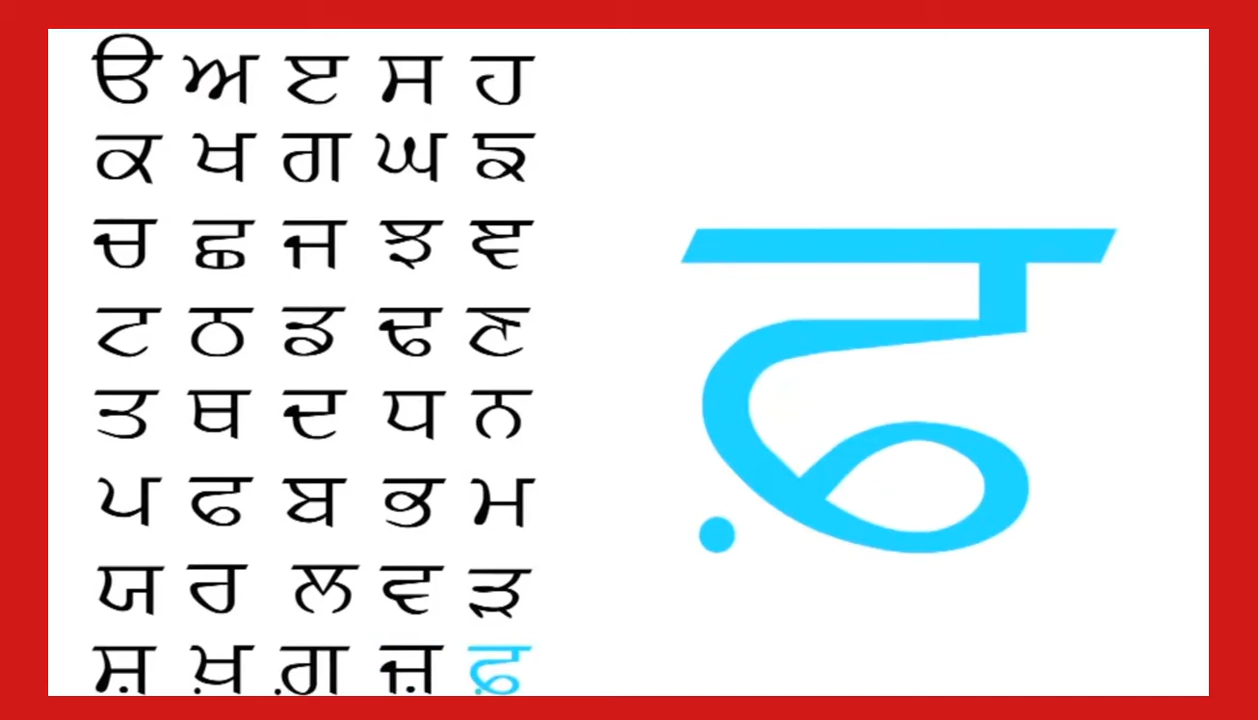 ੳ ਅ ੲ ਸ ਹ
ਕ ਖ ਗ ਘ ਙ
ਚ ਛ ਜ ਝ ਞ
ਟ ਠ ਡ ਢ ਣ
ਤ ਥ ਦ ਧ ਨ
ਪ ਫ ਬ ਭ ਮ
ਯ ਰ ਲ ਵ ੜ
ਸ਼ ਖ਼ ਗ਼ ਜ਼ ਫ਼
ਫ਼